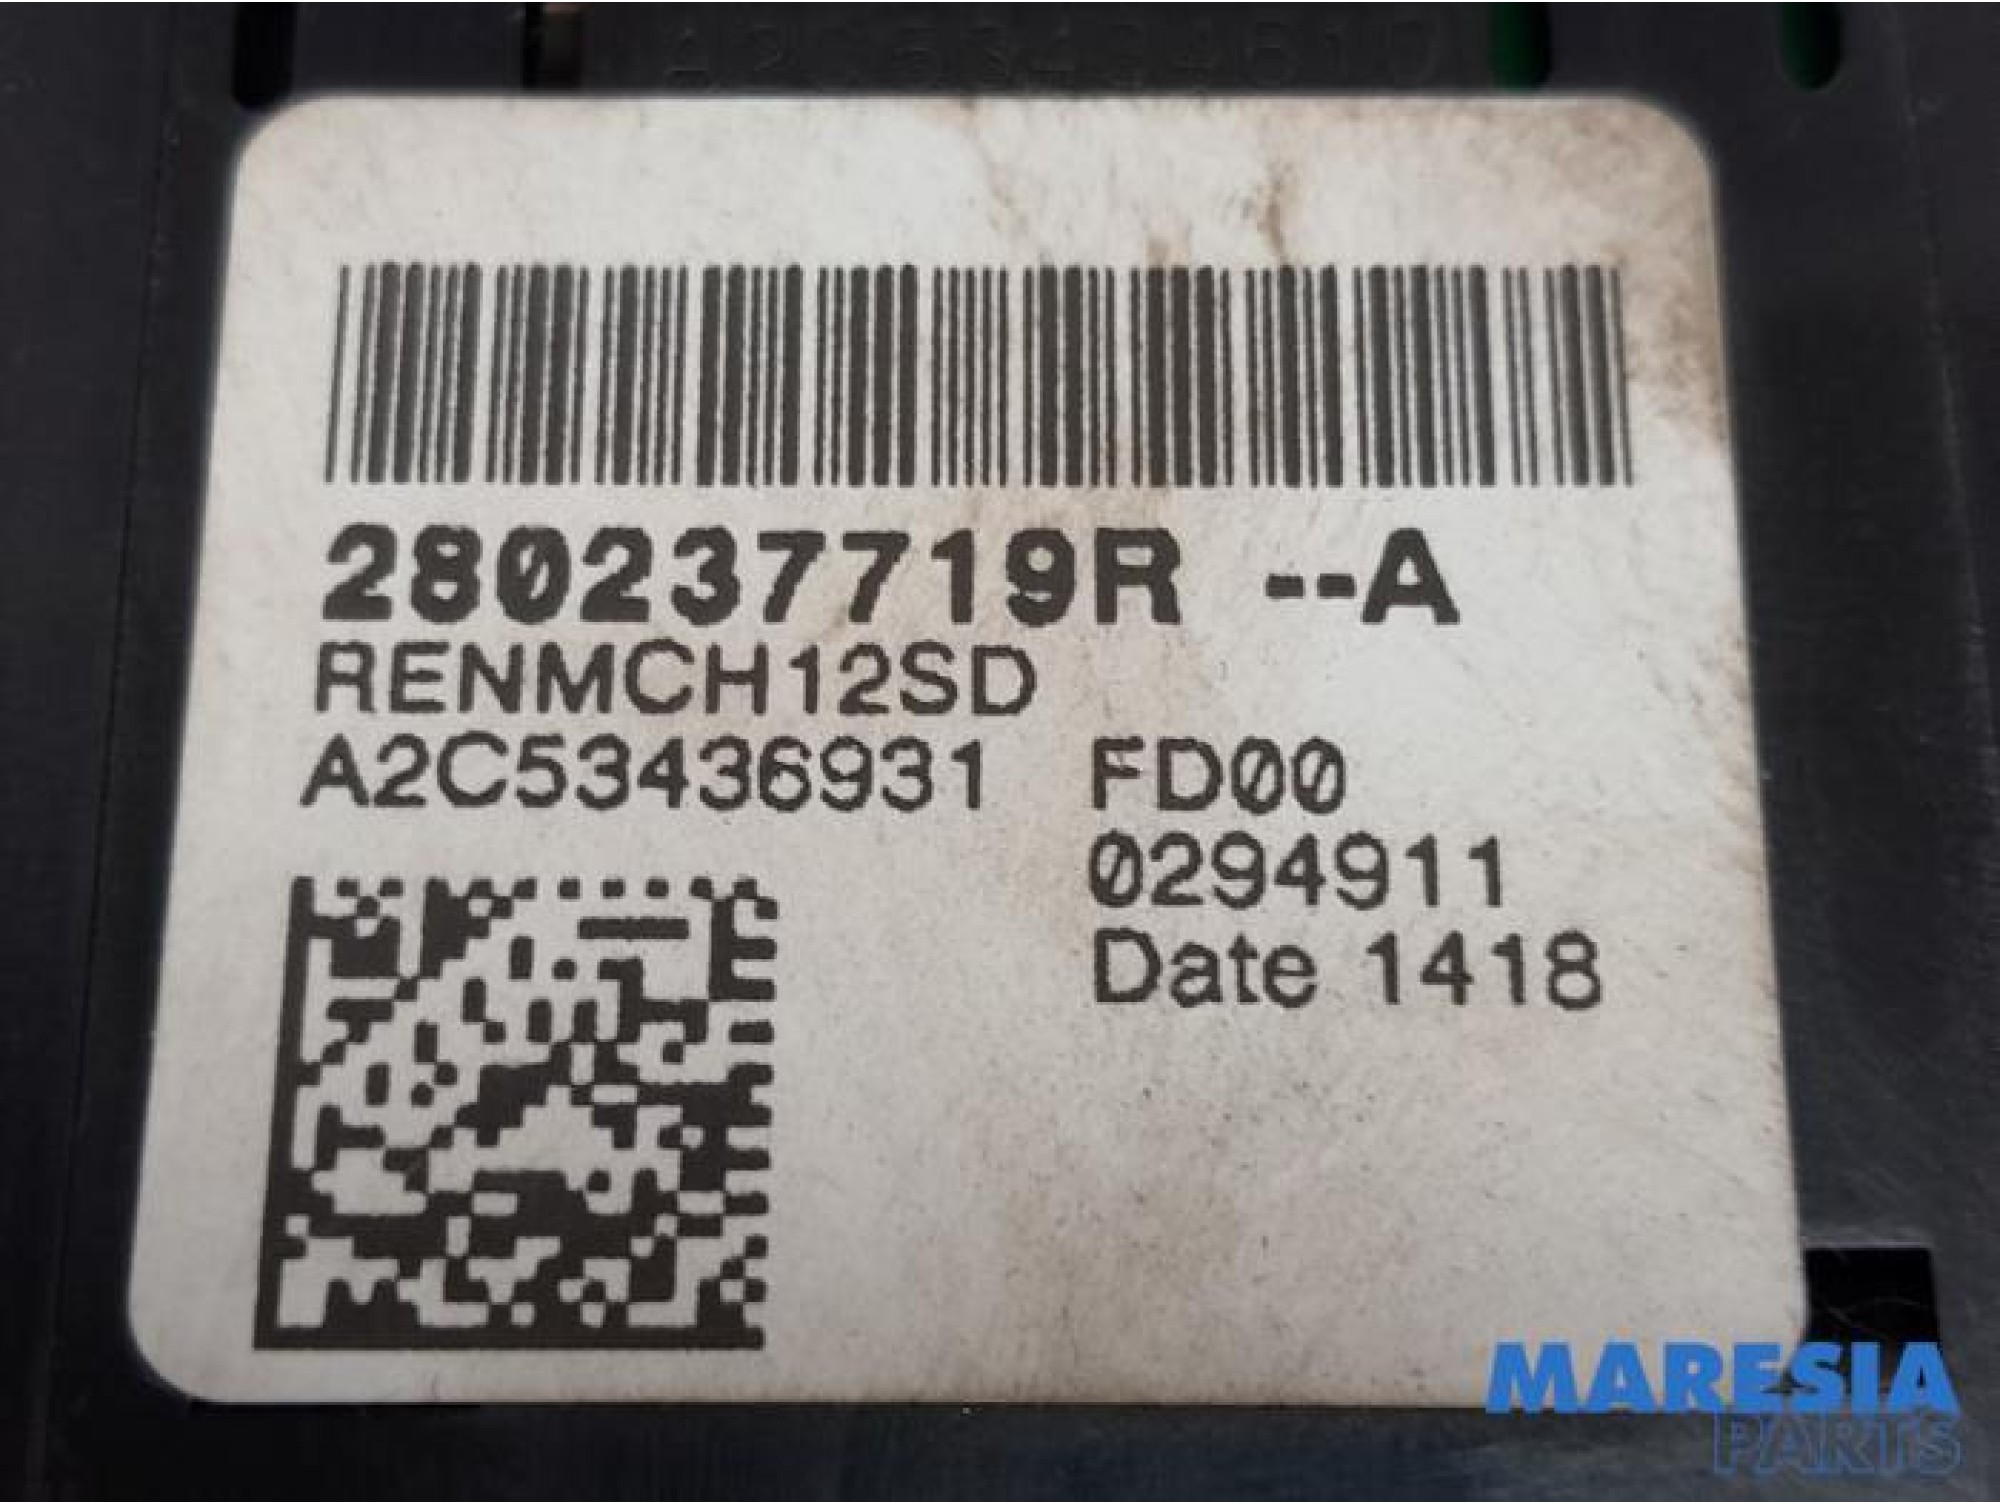 280237719R --A
RENMCH12SD
A2C53436931 FD00
0294911
Date 1418
MARESIA
PARTS